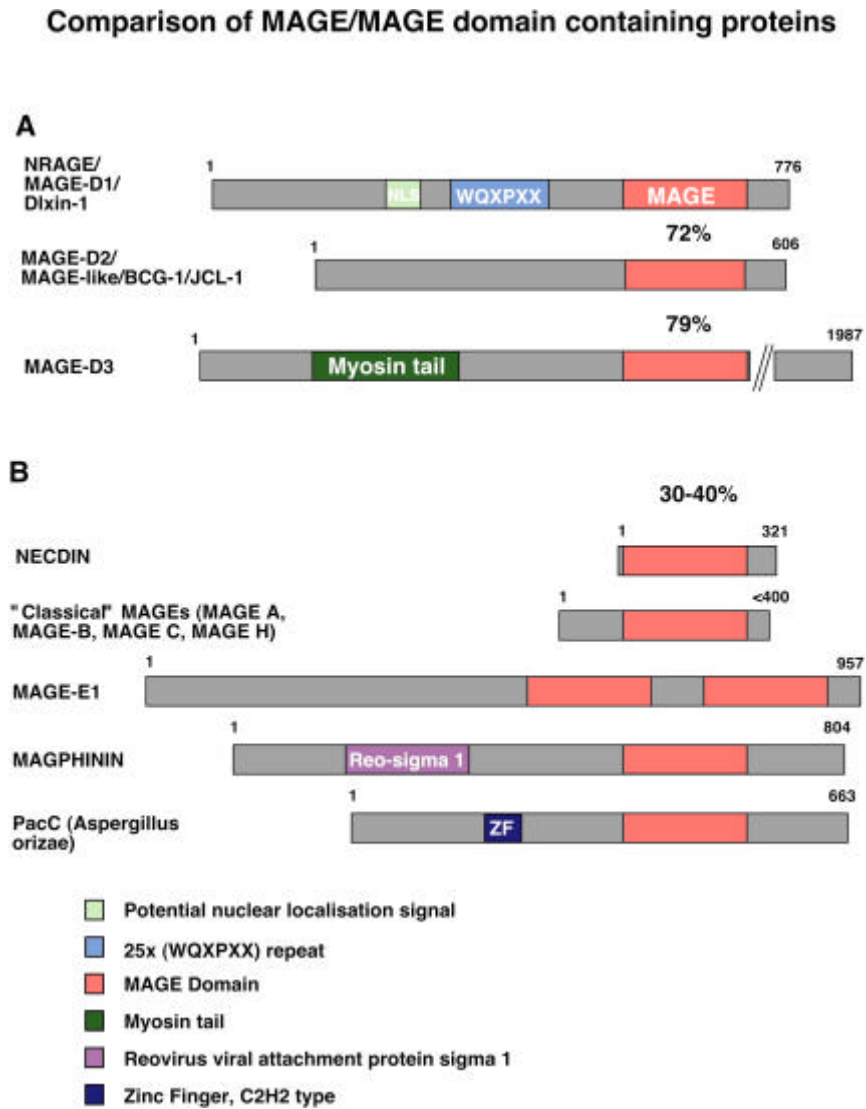 Comparison of MAGE/MAGE domain containing proteins
A
NRAGE/
MAGE-D1/
Dlxin-1
1
776
NLS
WQXPXX
MAGE
72%
MAGE-D2/
MAGE-like/BCG-1/JCL-1
1
606
79%
MAGE-D3
1
1987
Myosin tail
B
30-40%
NECDIN
1
321
"Classical" MAGEs (MAGE A,
MAGE-B, MAGE C, MAGE H)
1
<400
MAGE-E1
1
957
MAGPHININ
1
804
Reo-sigma 1
PacC (Aspergillus
orizae)
1
663
ZF
Potential nuclear localisation signal
25x (WQXPXX) repeat
MAGE Domain
Myosin tail
Reovirus viral attachment protein sigma 1
Zinc Finger, C2H2 type